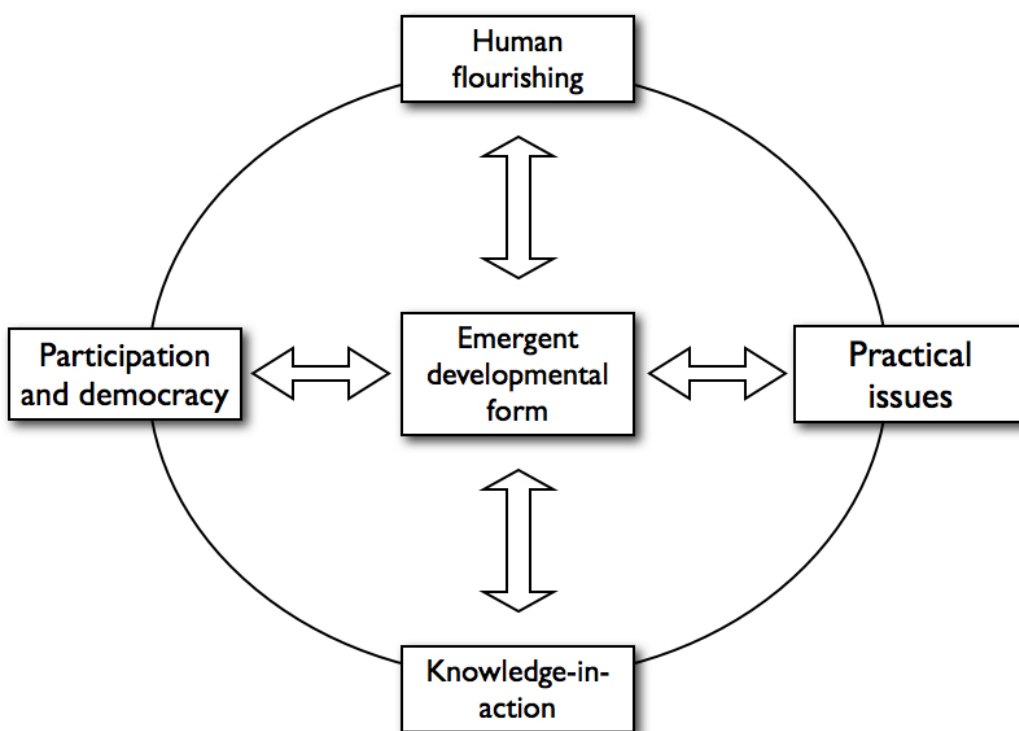 Human
flourishing
Participation
and democracy
Emergent
developmental
form
Practical
issues
Knowledge-in-
action